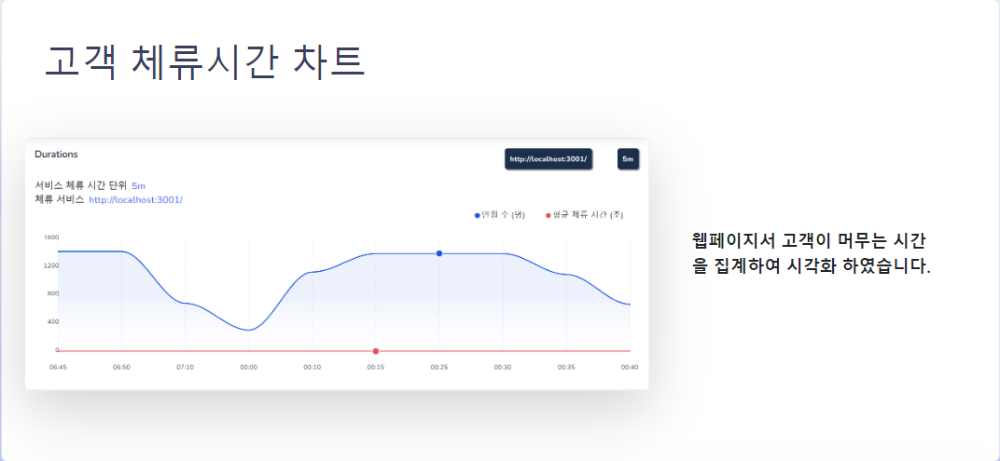 고객 체류시간 차트
Durations
http://localhost:3001/
5m
서비스 체류 시간 단위 5m
체류 서비스 http://localhost:3001/
인원 수 (명)
평균 체류 시간 (초)
1600
1200
800
400
0
06:45 06:50 07:10 00:00 00:10 00:15 00:25 00:30 00:35 00:40
웹페이지서 고객이 머무는 시간
을 집계하여 시각화 하였습니다.